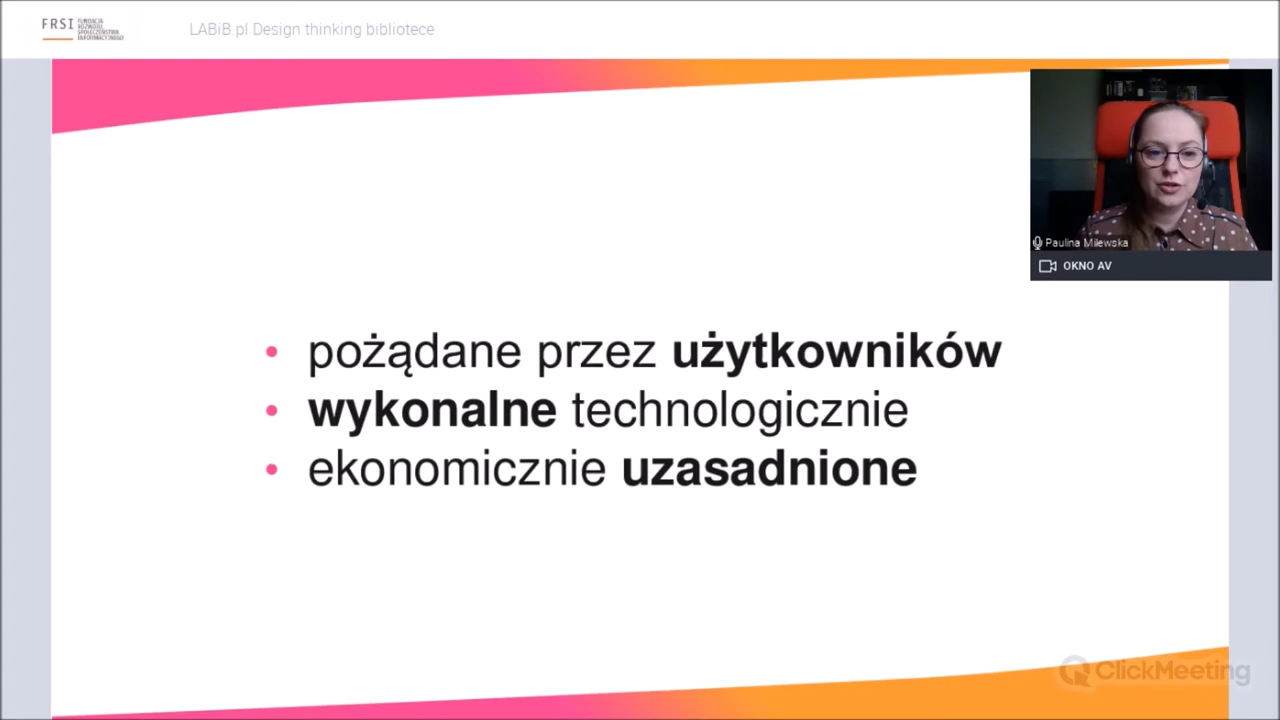 FRSI FUNDACJA
ROZWOJU
SPOŁECZEŃSTWA
INFORMACYJNEGO
LABiB.pl Design thinking bibliotece
Paulina Milewska
OKNO AV
• pożądane przez użytkowników
• wykonalne technologicznie
• ekonomicznie uzasadnione
ClickMeeting